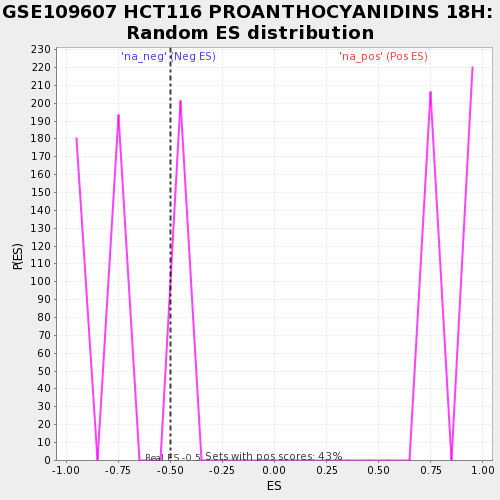 GSE109607 HCT116 PROANTHOCYANIDINS 18H:
Random ES distribution
'na_neg' (Neg ES)
'na_pos' (Pos ES)
230
220
210
200
190
180
170
160
150
140
130
120
110
100
90
80
70
60
50
40
30
20
10
0
P(ES)
Real ES -0.5
Sets with pos scores: 43%
-1.00 -0.75 -0.50 -0.25 0.00 0.25 0.50 0.75 1.00
ES